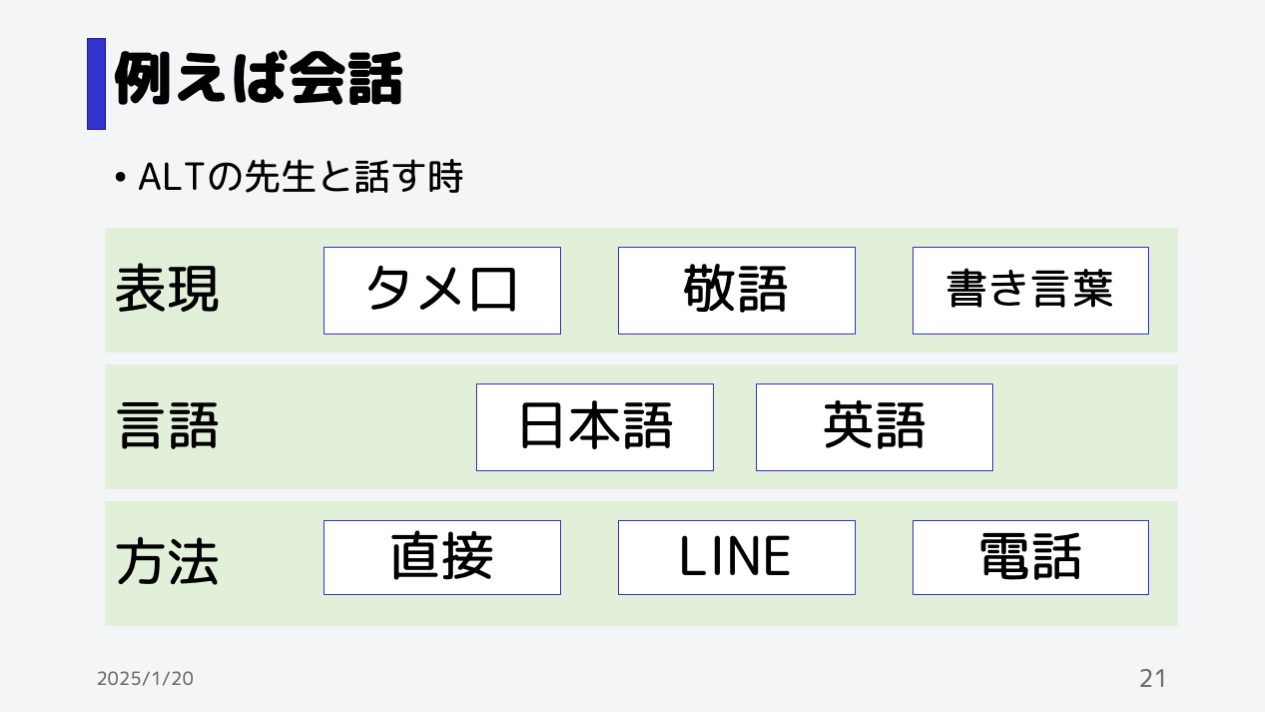 例えば会話
• ALTの先生と話す時
表現 タメ口 敬語 書き言葉
言語 日本語 英語
方法 直接 LINE 電話
2025/1/20 21